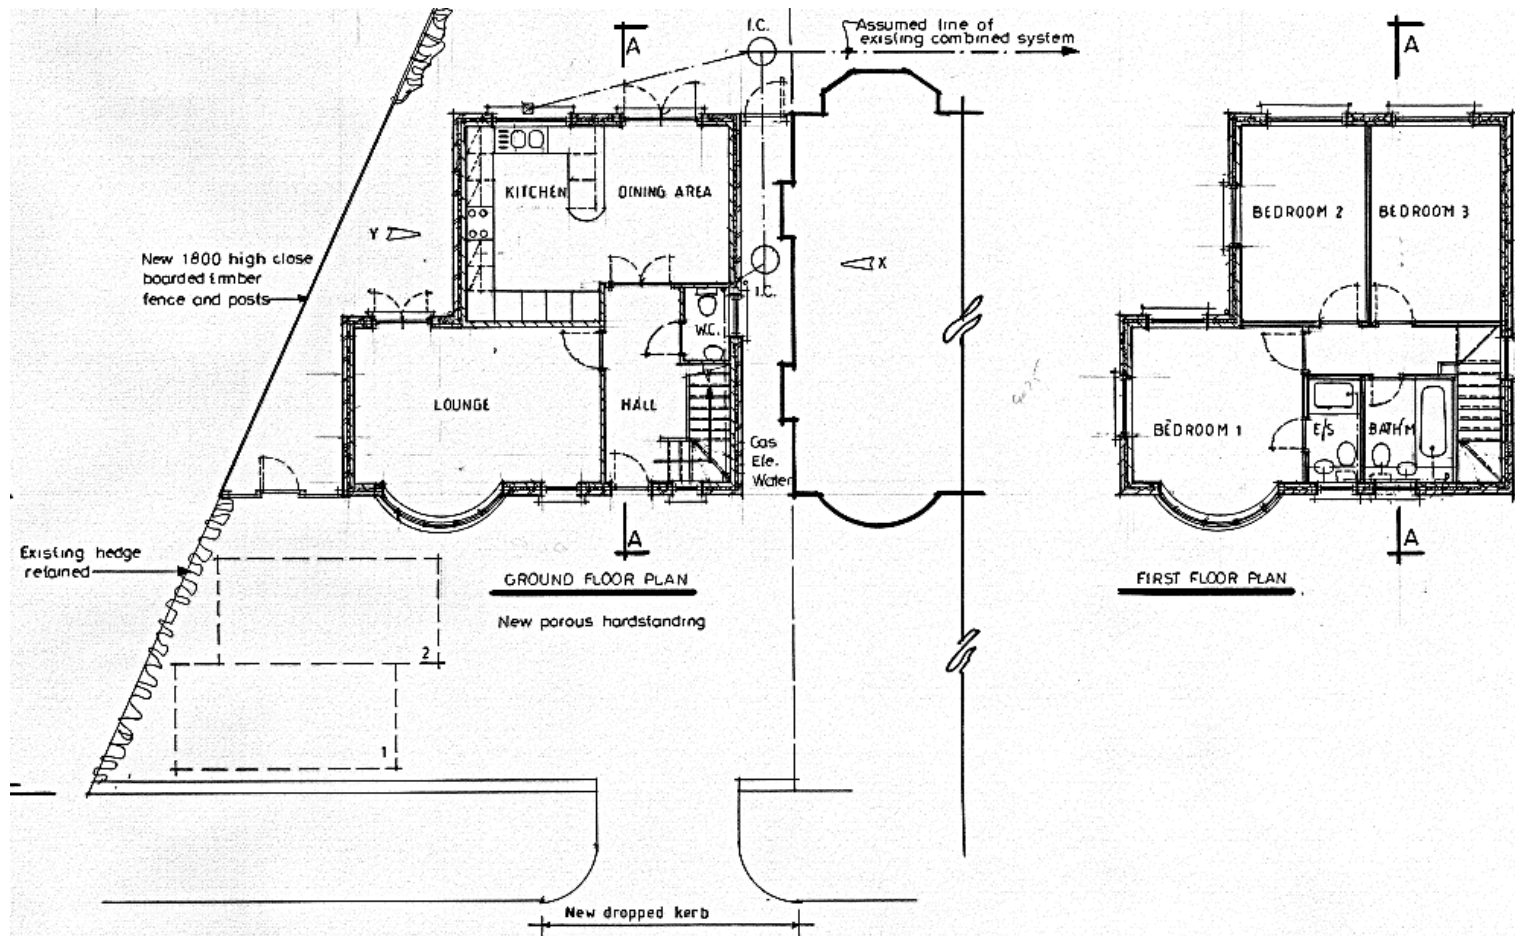 I.C.
Assumed line of
existing combined system
A
A
KITCHEN
DINING AREA
BEDROOM 2
BEDROOM 3
Y
X
New 1800 high close
boarded timber
fence and posts
I.C.
W.C.
LOUNGE
HALL
BEDROOM 1
E/S
BATH'M
Gas
Ele.
Water
A
A
Existing hedge
retained
GROUND FLOOR PLAN
FIRST FLOOR PLAN
New porous hardstanding
2
1
New dropped kerb